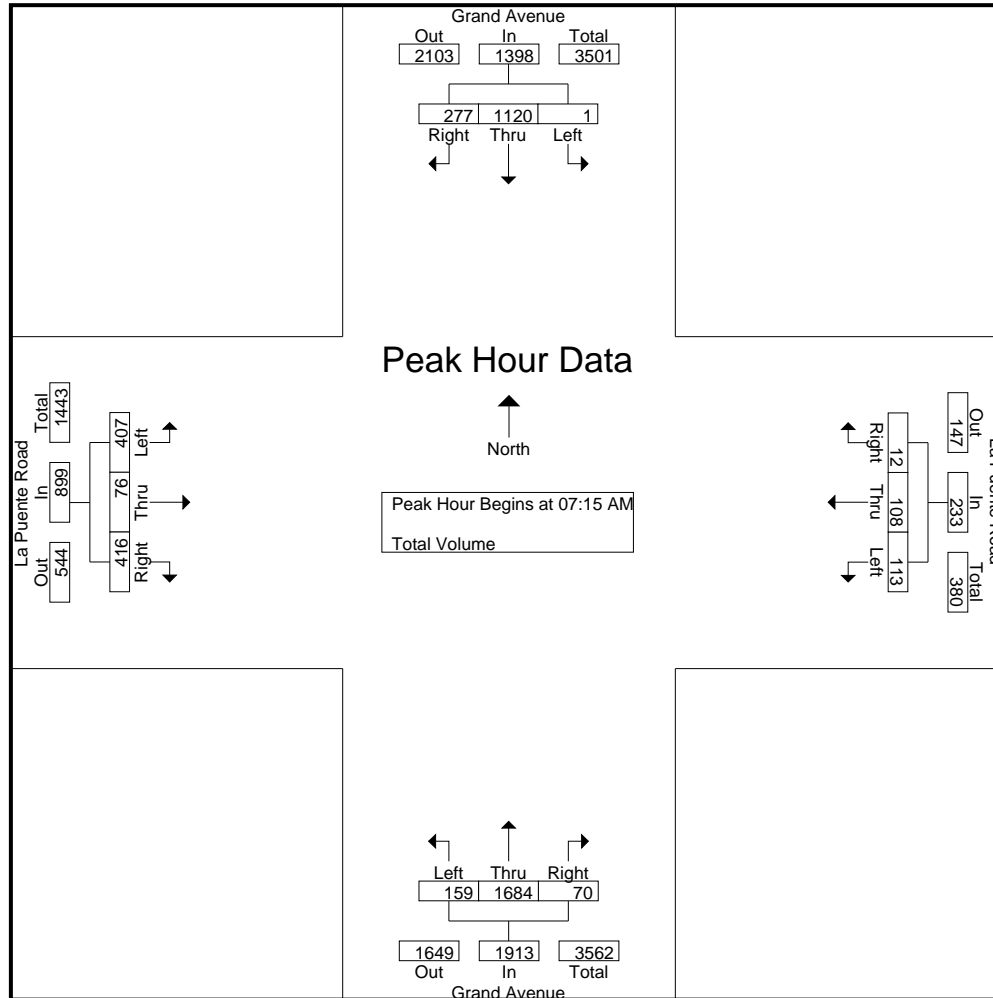 Grand Avenue
Out In Total
2103 1398 3501
277 1120 1
Right Thru Left
Peak Hour Data
North
Peak Hour Begins at 07:15 AM
Total Volume
La Puente Road
Total In Out
1443 899 544
407 76 416
Left Thru Right
Right Thru Left
12 108 113
147 233 380
Out In Total
La Puente Road
Left Thru Right
159 1684 70
1649 1913 3562
Out In Total
Grand Avenue